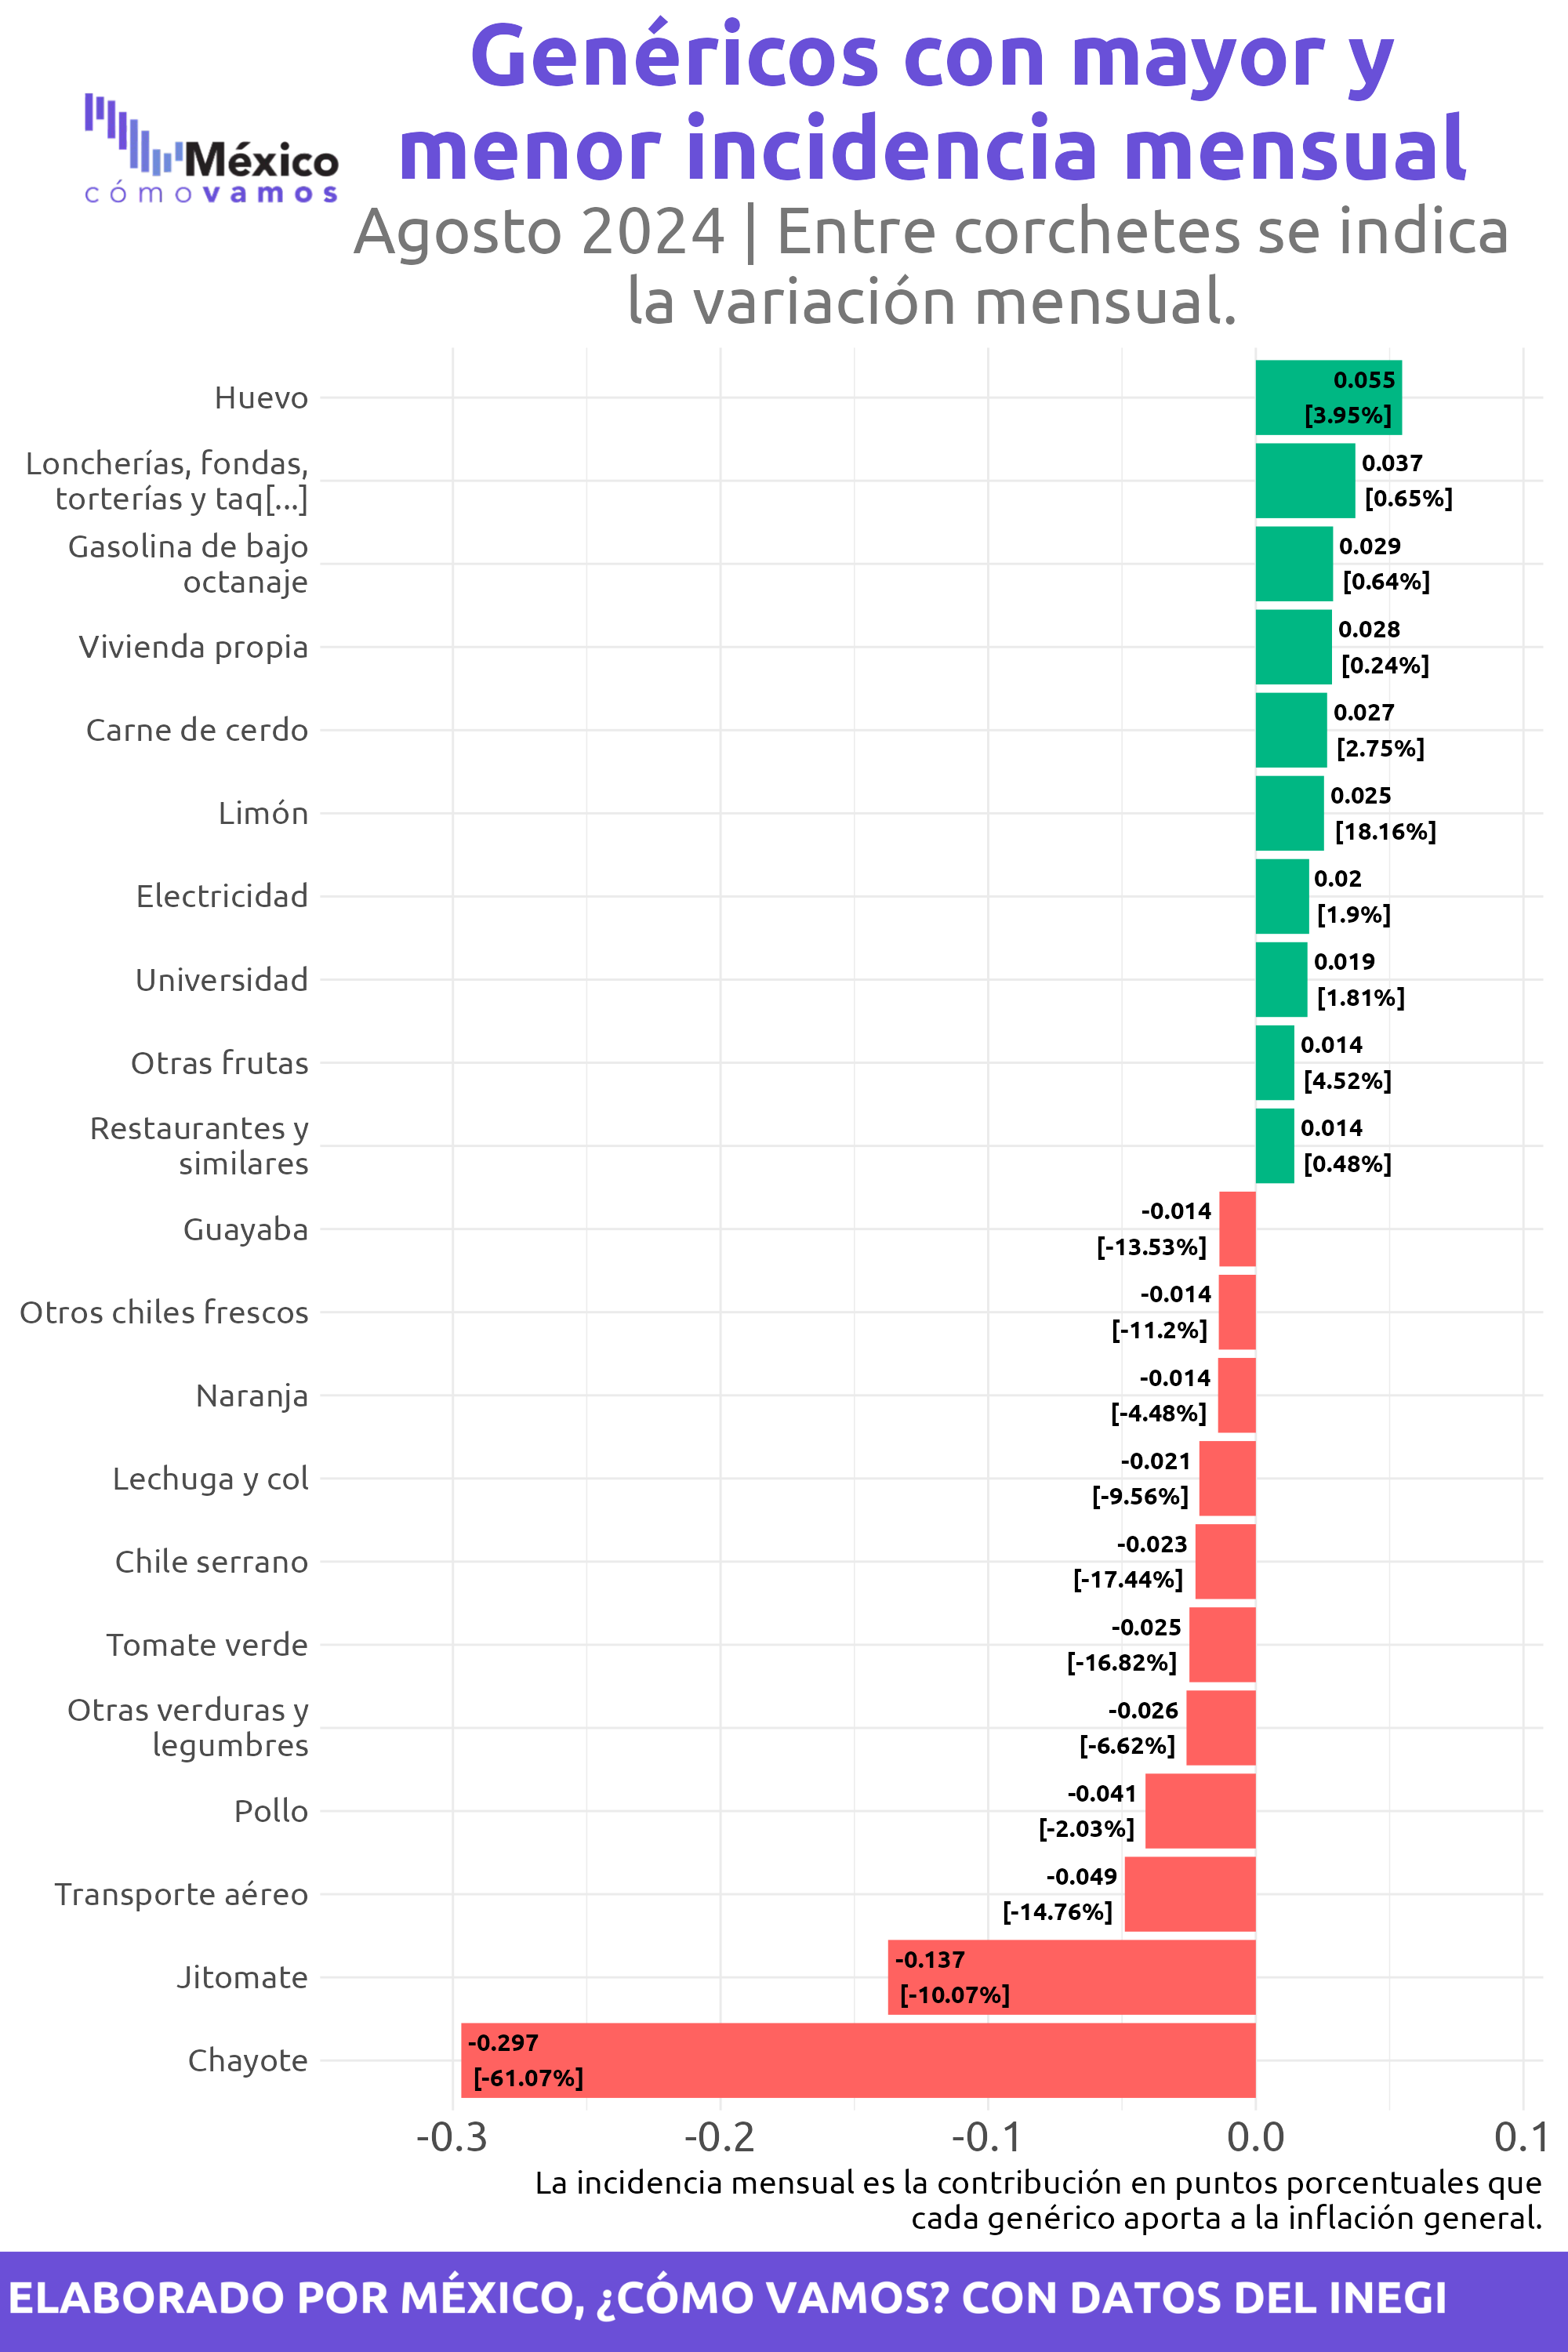 Genéricos con mayor y
menor incidencia mensual
México
cómovamos
Agosto 2024 | Entre corchetes se indica
la variación mensual.
Huevo
0.055
[3.95%]
Loncherías, fondas,
torterías y taq[...]
0.037
[0.65%]
Gasolina de bajo
octanaje
0.029
[0.64%]
Vivienda propia
0.028
[0.24%]
Carne de cerdo
0.027
[2.75%]
Limón
0.025
[18.16%]
Electricidad
0.02
[1.9%]
Universidad
0.019
[1.81%]
Otras frutas
0.014
[4.52%]
Restaurantes y
similares
0.014
[0.48%]
Guayaba
-0.014
[-13.53%]
Otros chiles frescos
-0.014
[-11.2%]
Naranja
-0.014
[-4.48%]
Lechuga y col
-0.021
[-9.56%]
Chile serrano
-0.023
[-17.44%]
Tomate verde
-0.025
[-16.82%]
Otras verduras y
legumbres
-0.026
[-6.62%]
Pollo
-0.041
[-2.03%]
Transporte aéreo
-0.049
[-14.76%]
Jitomate
-0.137
[-10.07%]
Chayote
-0.297
[-61.07%]
-0.3 -0.2 -0.1 0.0 0.1
La incidencia mensual es la contribución en puntos porcentuales que
cada genérico aporta a la inflación general.
ELABORADO POR MÉXICO, ¿CÓMO VAMOS? CON DATOS DEL INEGI